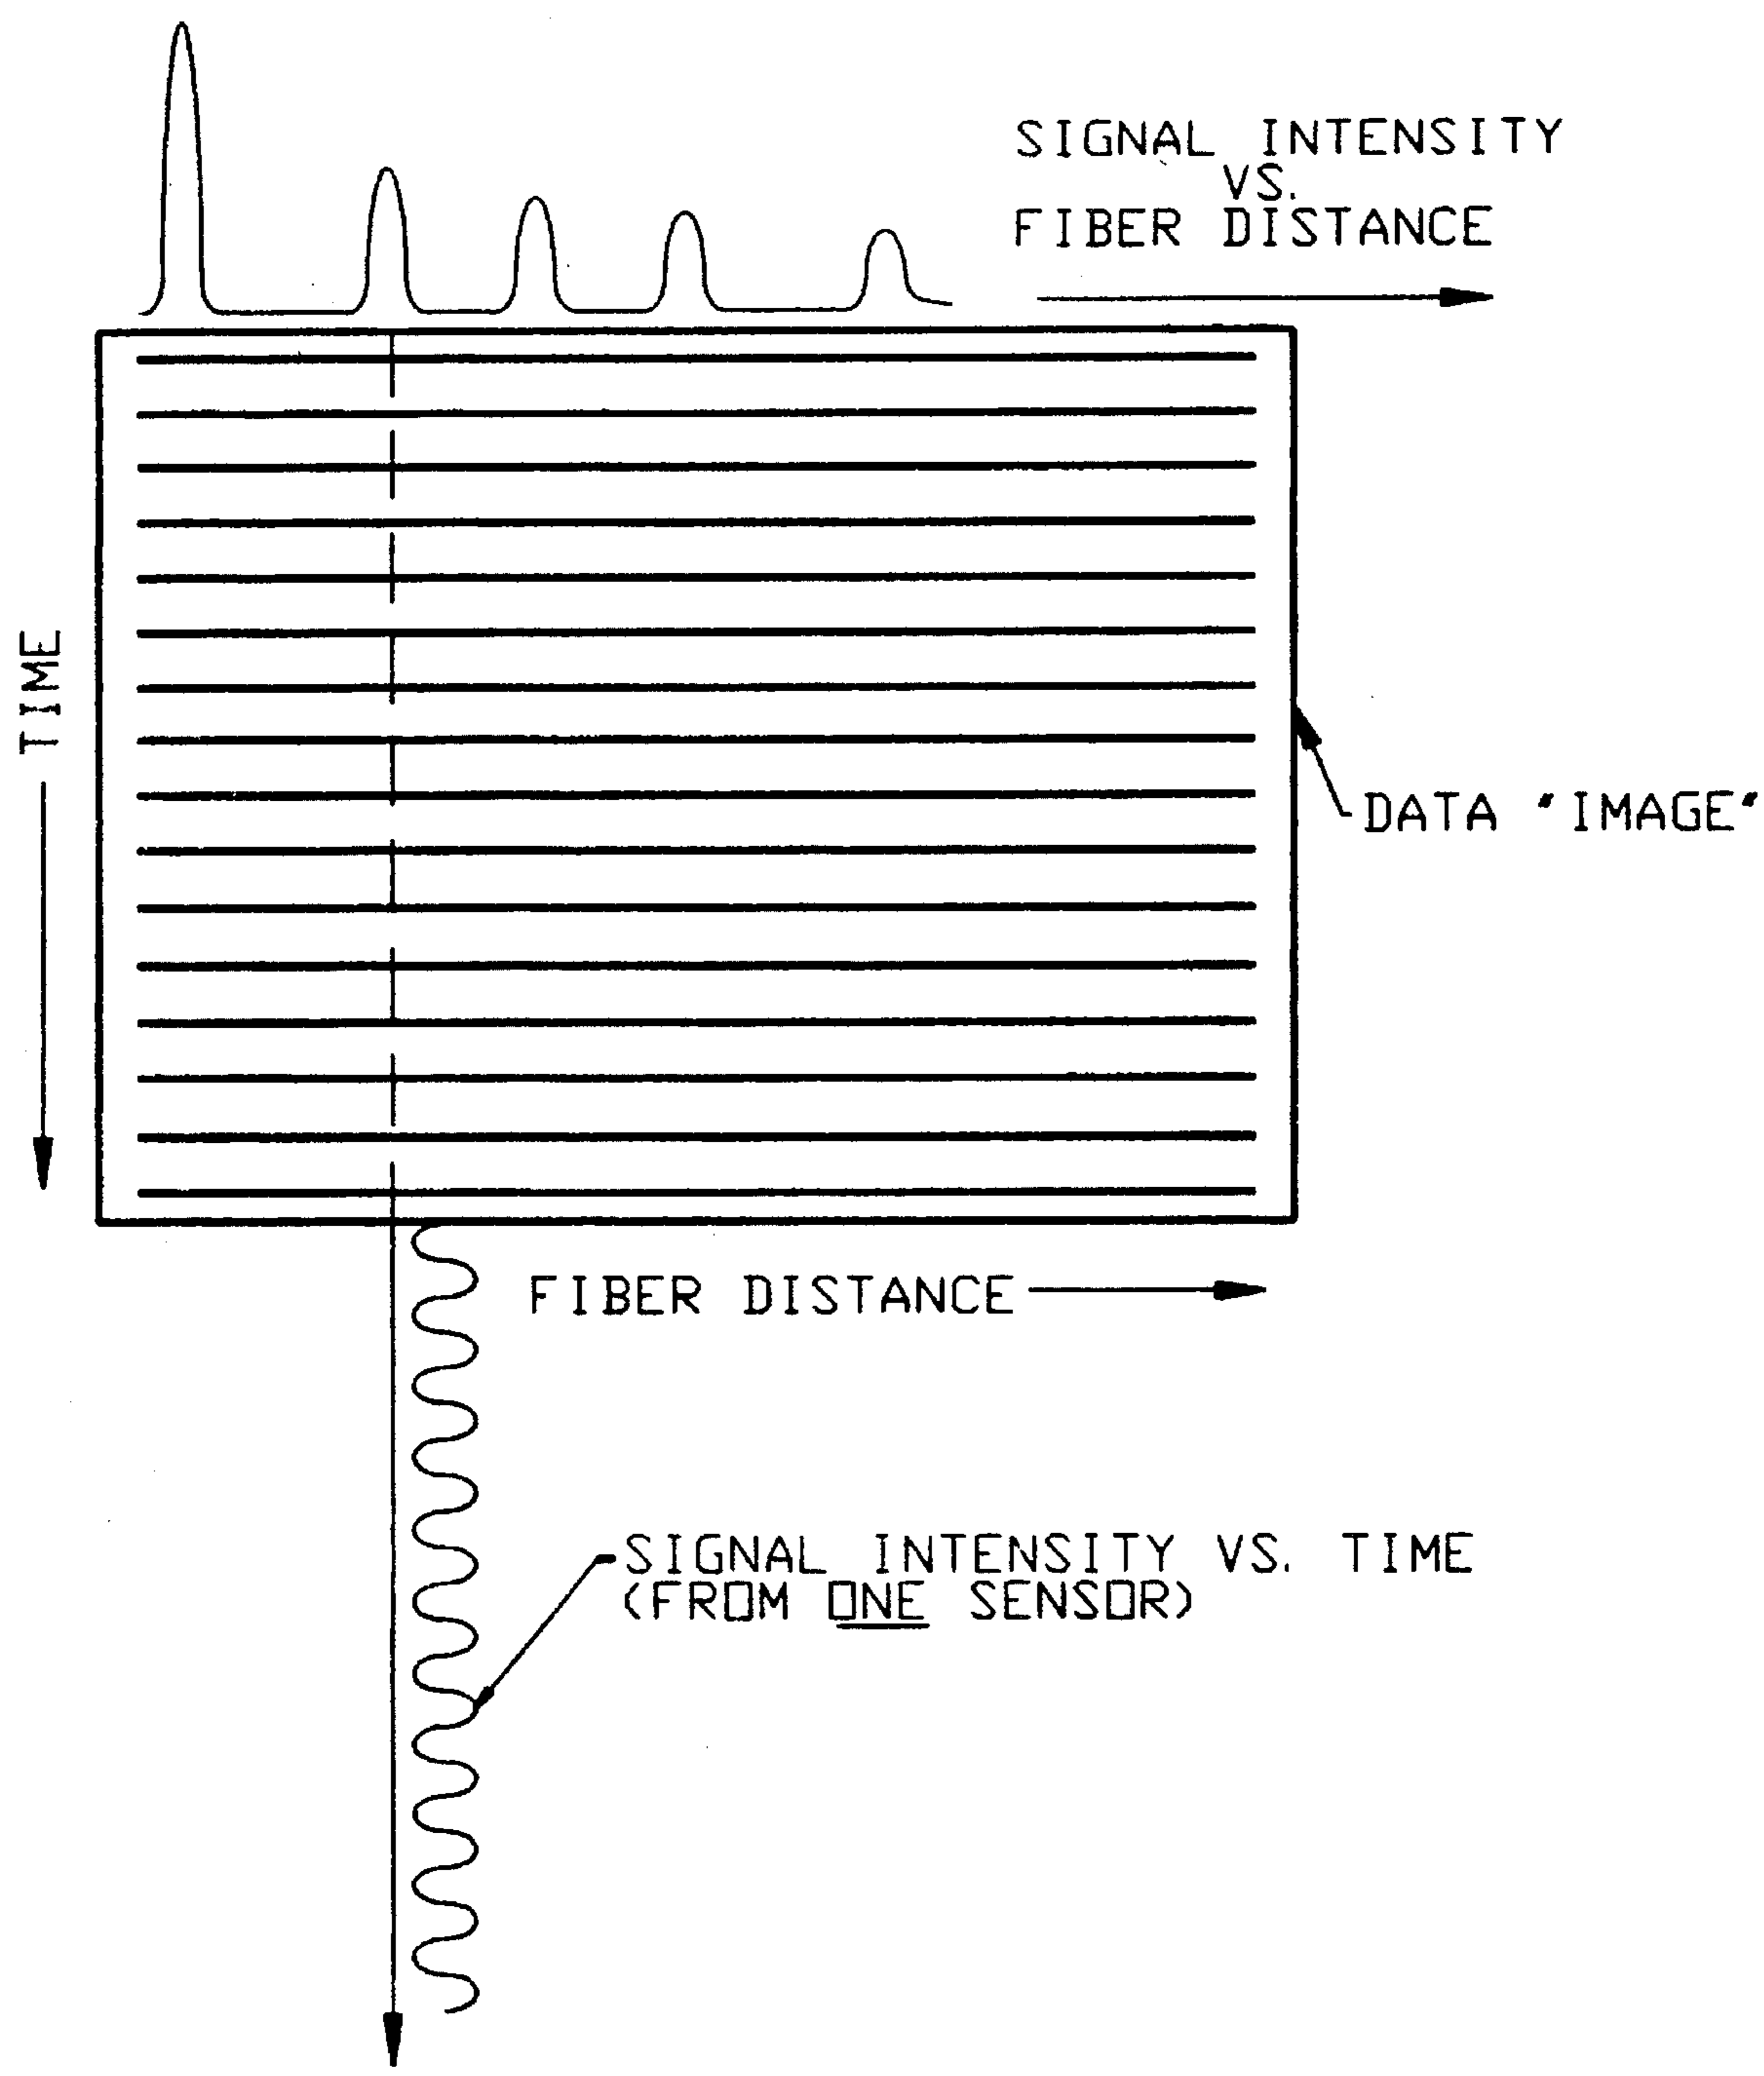 SIGNAL INTENSITY
VS.
FIBER DISTANCE
TIME
DATA "IMAGE"
FIBER DISTANCE
SIGNAL INTENSITY VS. TIME
(FROM ONE SENSOR)